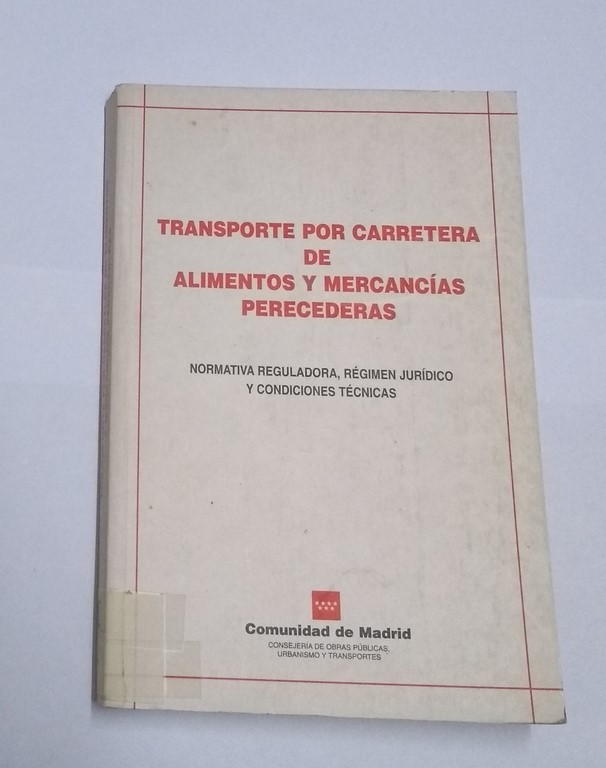 TRANSPORTE POR CARRETERA
DE
ALIMENTOS Y MERCANCÍAS
PERECEDERAS
NORMATIVA REGULADORA, RÉGIMEN JURÍDICO
Y CONDICIONES TÉCNICAS
Comunidad de Madrid
CONSEJERÍA DE OBRAS PÚBLICAS,
URBANISMO Y TRANSPORTES